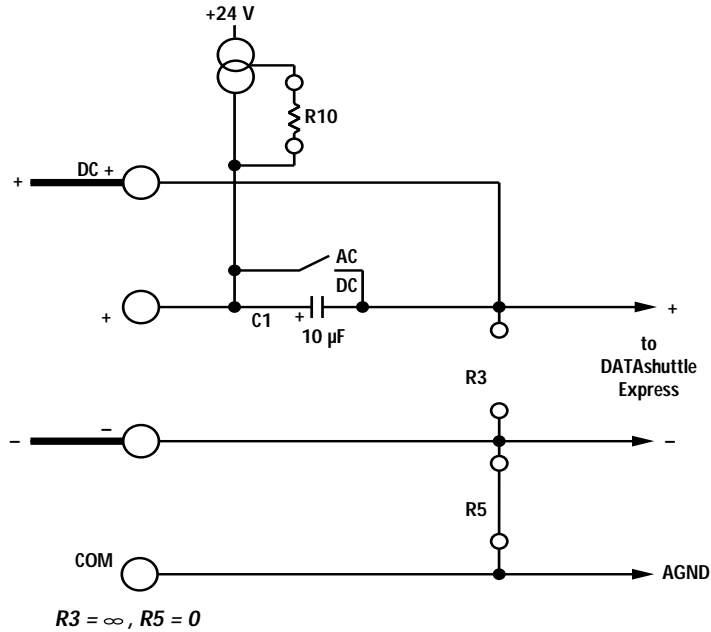 +24 V
R10
DC +
+
AC
DC
+
C1
+
10 µF
+
to
DATAshuttle
Express
R3
–
–
–
R5
COM
AGND
R3 = ∞ , R5 = 0